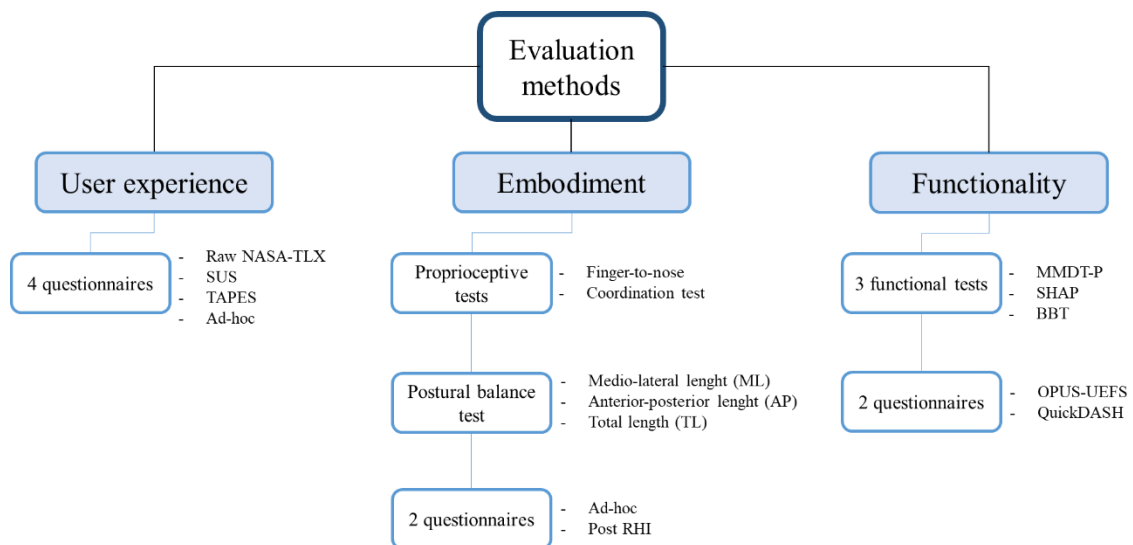 Evaluation
methods
User experience
4 questionnaires
- Raw NASA-TLX
- SUS
- TAPES
- Ad-hoc
Embodiment
Proprioceptive
tests
- Finger-to-nose
- Coordination test
Postural balance
test
- Medio-lateral lenght (ML)
- Anterior-posterior lenght (AP)
- Total length (TL)
2 questionnaires
- Ad-hoc
- Post RHI
Functionality
3 functional tests
- MMDT-P
- SHAP
- BBT
2 questionnaires
- OPUS-UEFS
- QuickDASH